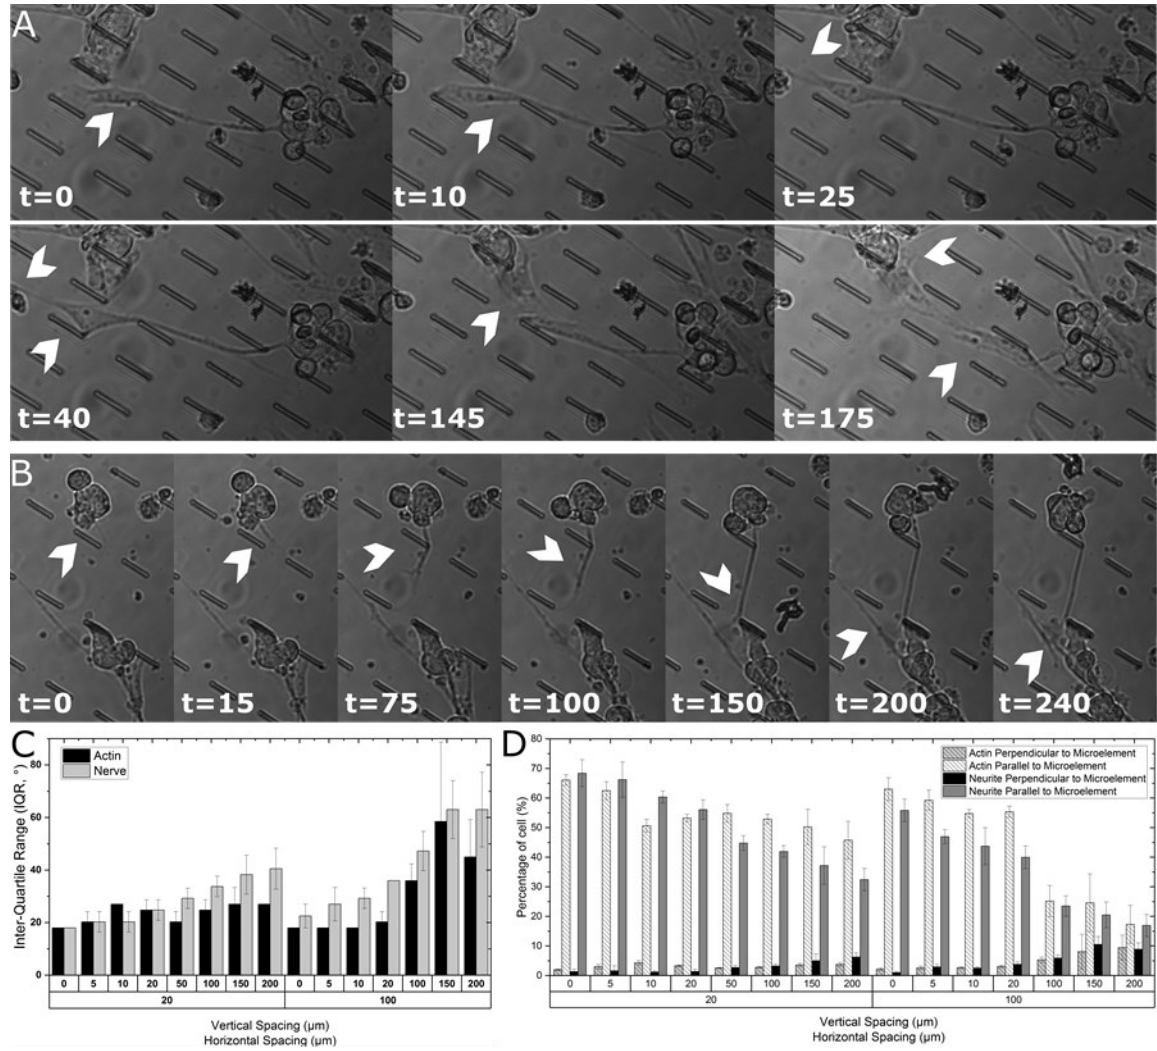 A
t=0
t=10
t=25
t=40
t=145
t=175
B
t=0
t=15
t=75
t=100
t=150
t=200
t=240
C
Actin
Nerve
Inter-Quartile Range (IQR, °)
80
60
40
20
0
0 5 10 20 50 100 150 200 0 5 10 20 100 150 200
20 100
Vertical Spacing (µm)
Horizontal Spacing (µm)
D
Actin Perpendicular to Microelement
Actin Parallel to Microelement
Neurite Perpendicular to Microelement
Neurite Parallel to Microelement
Percentage of cell (%)
80
70
60
50
40
30
20
10
0
0 5 10 20 50 100 150 200 0 5 10 20 100 150 200
20 100
Vertical Spacing (µm)
Horizontal Spacing (µm)